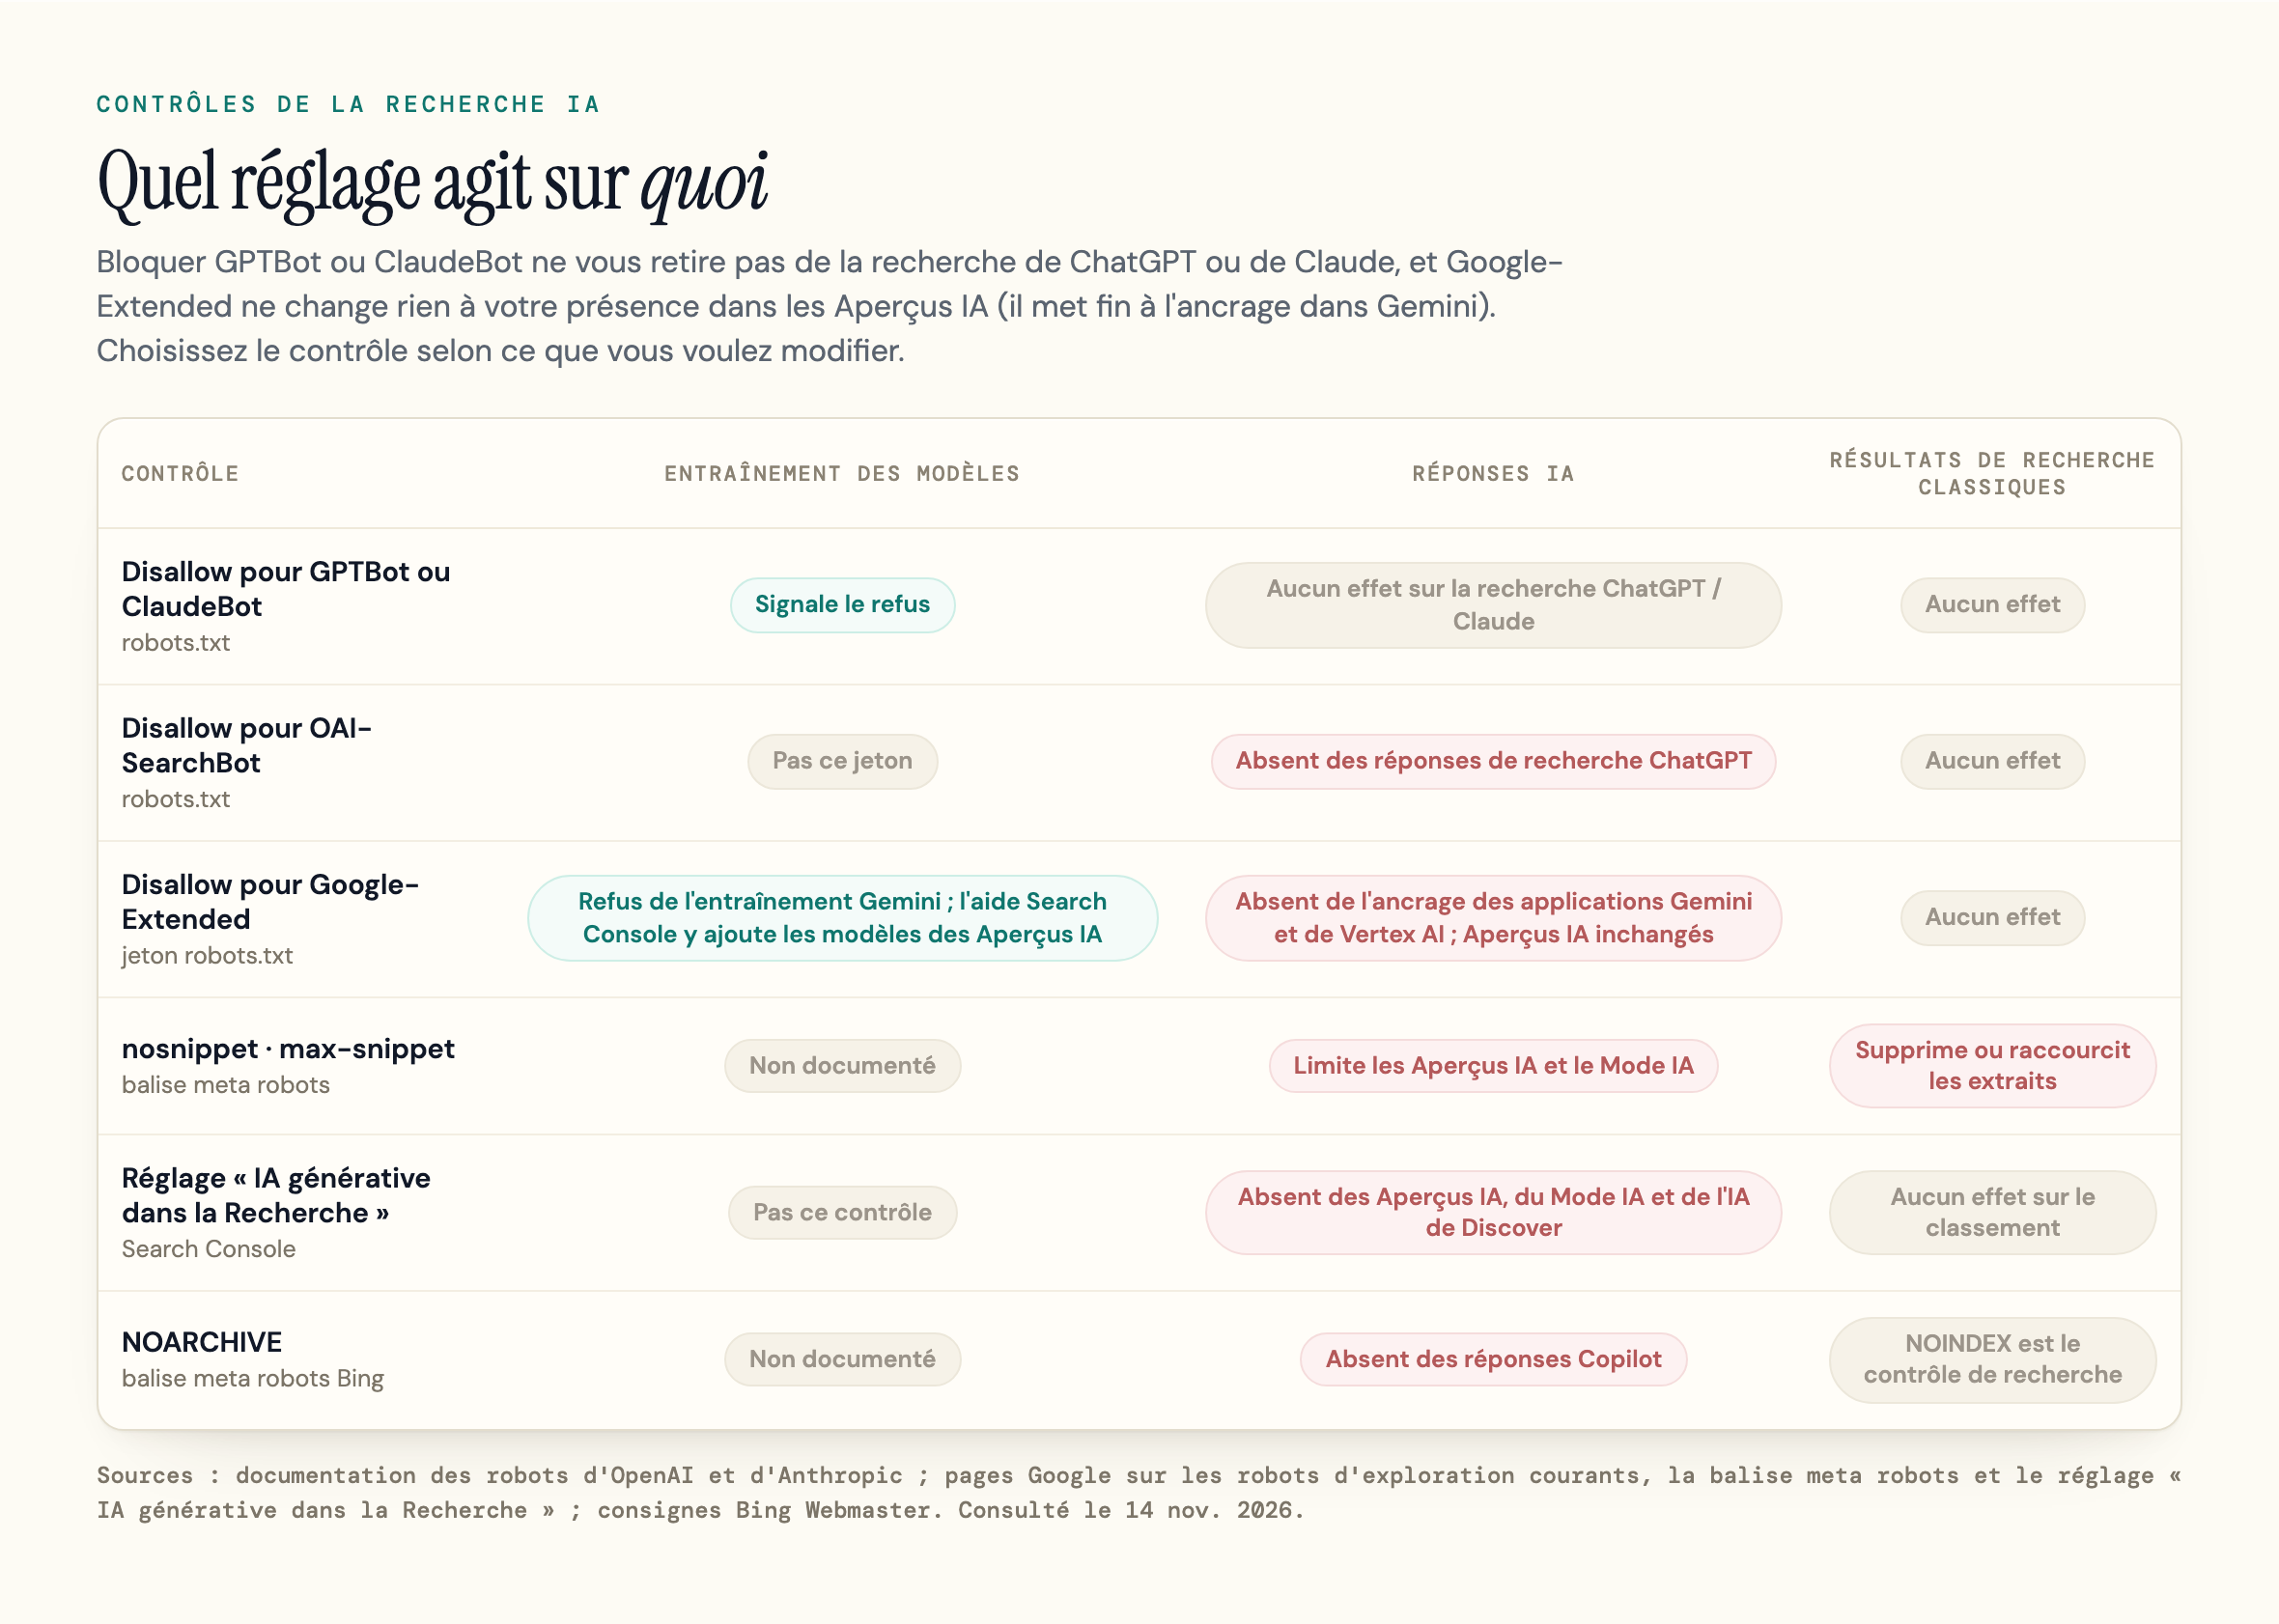 CONTRÔLES DE LA RECHERCHE IA
Quel réglage agit sur quoi
Bloquer GPTBot ou ClaudeBot ne vous retire pas de la recherche de ChatGPT ou de Claude, et Google-
Extended ne change rien à votre présence dans les Aperçus IA (il met fin à l'ancrage dans Gemini).
Choisissez le contrôle selon ce que vous voulez modifier.
CONTRÔLE
ENTRAÎNEMENT DES MODÈLES
RÉPONSES IA
RÉSULTATS DE RECHERCHE
CLASSIQUES
Disallow pour GPTBot ou
ClaudeBot
robots.txt
Signale le refus
Aucun effet sur la recherche ChatGPT /
Claude
Aucun effet
Disallow pour OAI-
SearchBot
robots.txt
Pas ce jeton
Absent des réponses de recherche ChatGPT
Aucun effet
Disallow pour Google-
Extended
jeton robots.txt
Refus de l'entraînement Gemini ; l'aide Search
Console y ajoute les modèles des Aperçus IA
Absent de l'ancrage des applications Gemini
et de Vertex AI ; Aperçus IA inchangés
Aucun effet
nosnippet · max-snippet
balise meta robots
Non documenté
Limite les Aperçus IA et le Mode IA
Supprime ou raccourcit
les extraits
Réglage « IA générative
dans la Recherche »
Search Console
Pas ce contrôle
Absent des Aperçus IA, du Mode IA et de l'IA
de Discover
Aucun effet sur le
classement
NOARCHIVE
balise meta robots Bing
Non documenté
Absent des réponses Copilot
NOINDEX est le
contrôle de recherche
Sources : documentation des robots d'OpenAI et d'Anthropic ; pages Google sur les robots d'exploration courants, la balise meta robots et le réglage «
IA générative dans la Recherche » ; consignes Bing Webmaster. Consulté le 14 nov. 2026.